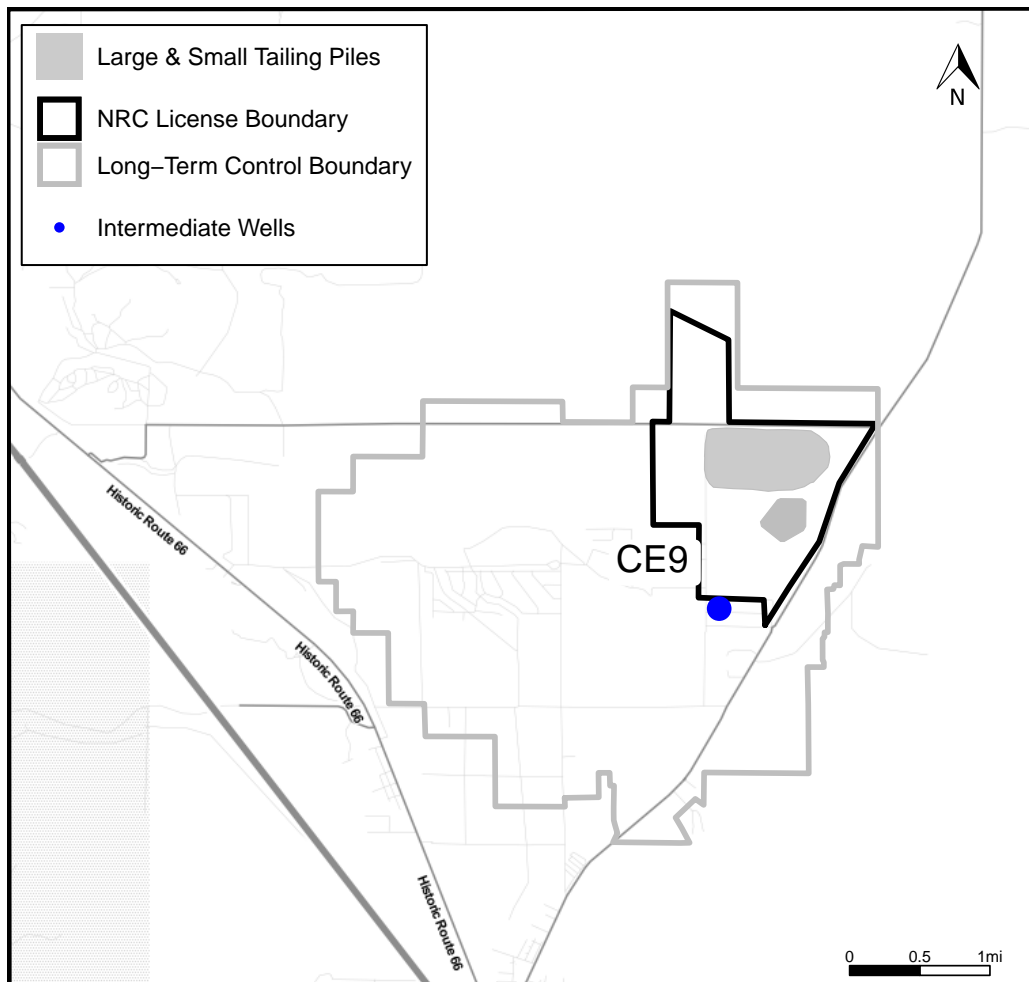 Large & Small Tailing Piles
NRC License Boundary
Long−Term Control Boundary
Intermediate Wells
N
Historic Route 66
CE9
Historic Route 66
Historic Route 66
0 0.5 1mi